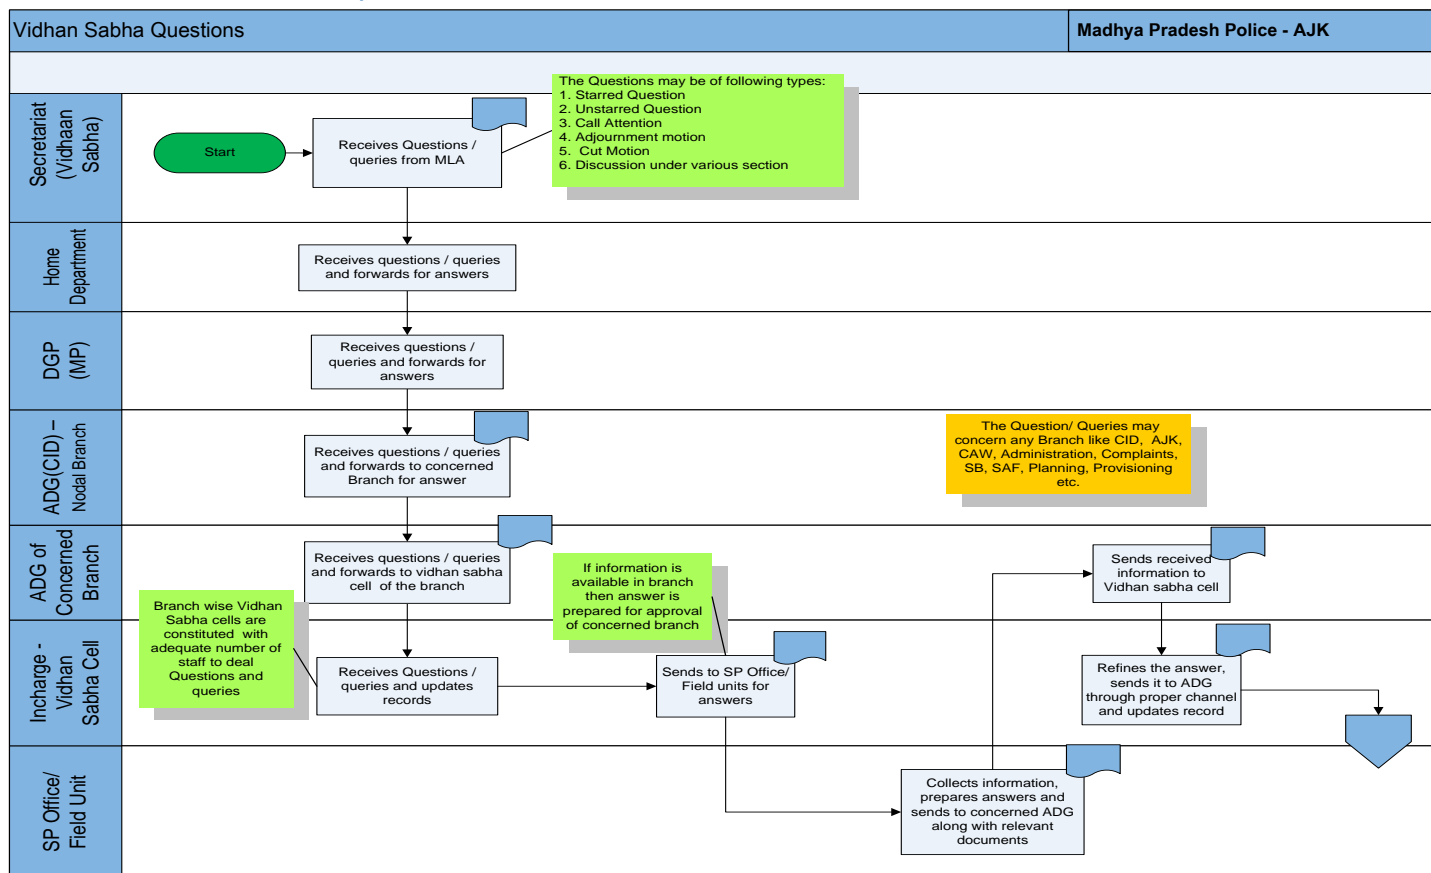 Vidhan Sabha Questions
Madhya Pradesh Police - AJK
Secretariat
(Vidhaan
Sabha)
Start
Receives Questions /
queries from MLA
The Questions may be of following types:
1. Starred Question
2. Unstarred Question
3. Call Attention
4. Adjournment motion
5. Cut Motion
6. Discussion under various section
Home
Department
Receives questions / queries
and forwards for answers
DGP
(MP)
Receives questions /
queries and forwards for
answers
ADG(CID) –
Nodal Branch
Receives questions / queries
and forwards to concerned
Branch for answer
The Question/ Queries may
concern any Branch like CID, AJK,
CAW, Administration, Complaints,
SB, SAF, Planning, Provisioning
etc.
ADG of
Concerned
Branch
Receives questions / queries
and forwards to vidhan sabha
cell of the branch
If information is
available in branch
then answer is
prepared for approval
of concerned branch
Sends received
information to
Vidhan sabha cell
Branch wise Vidhan
Sabha cells are
constituted with
adequate number of
staff to deal
Questions and
queries
Incharge -
Vidhan
Sabha Cell
Receives Questions /
queries and updates
records
Sends to SP Office/
Field units for
answers
Refines the answer,
sends it to ADG
through proper channel
and updates record
SP Office/
Field Unit
Collects information,
prepares answers and
sends to concerned ADG
along with relevant
documents